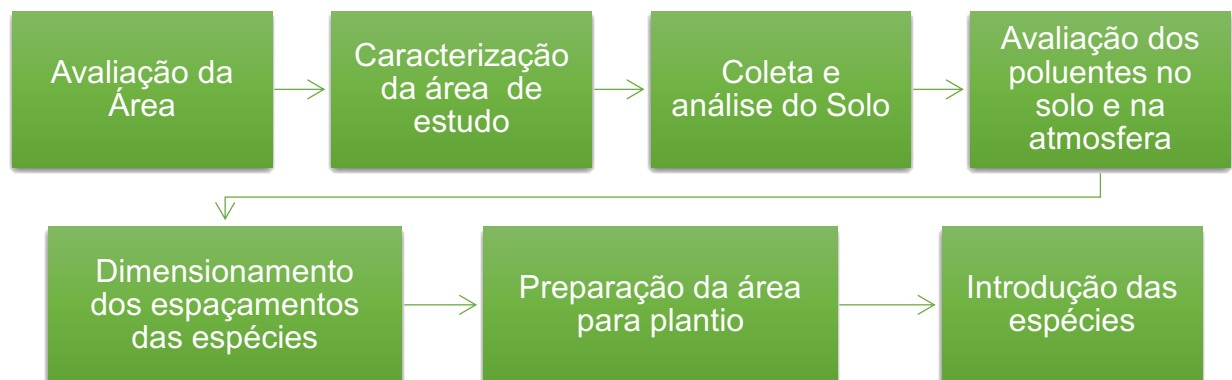 Avaliação da
Área
Caracterização
da área de
estudo
Coleta e
análise do Solo
Avaliação dos
poluentes no
solo e na
atmosfera
Dimensionamento
dos espaçamentos
das espécies
Preparação da área
para plantio
Introdução das
espécies